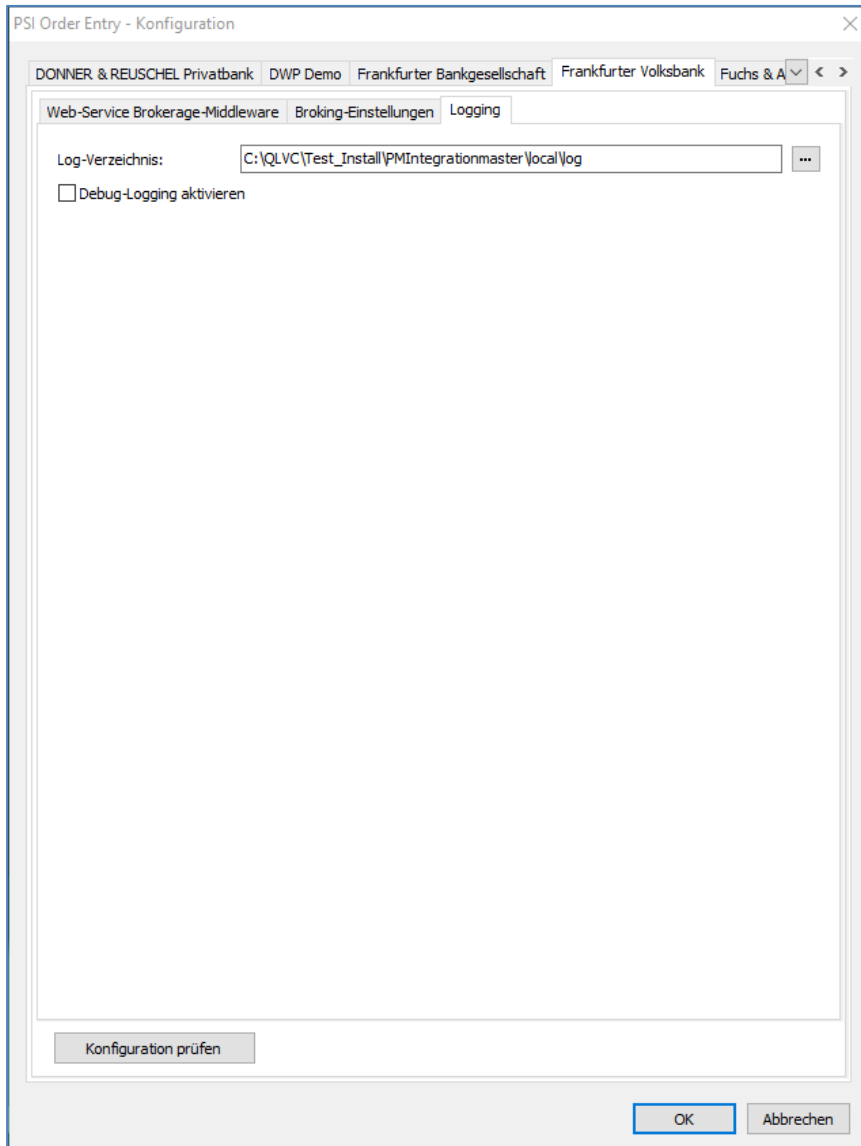 PSI Order Entry - Konfiguration
DONNER & REUSCHEL Privatbank DWP Demo Frankfurter Bankgesellschaft Frankfurter Volksbank Fuchs & A
Web-Service Brokerage-Middleware Broking-Einstellungen Logging
Log-Verzeichnis: C:\QLVC\Test_Install\PMIntegrationmaster\local\log ...
Debug-Logging aktivieren
Konfiguration prüfen
OK Abbrechen